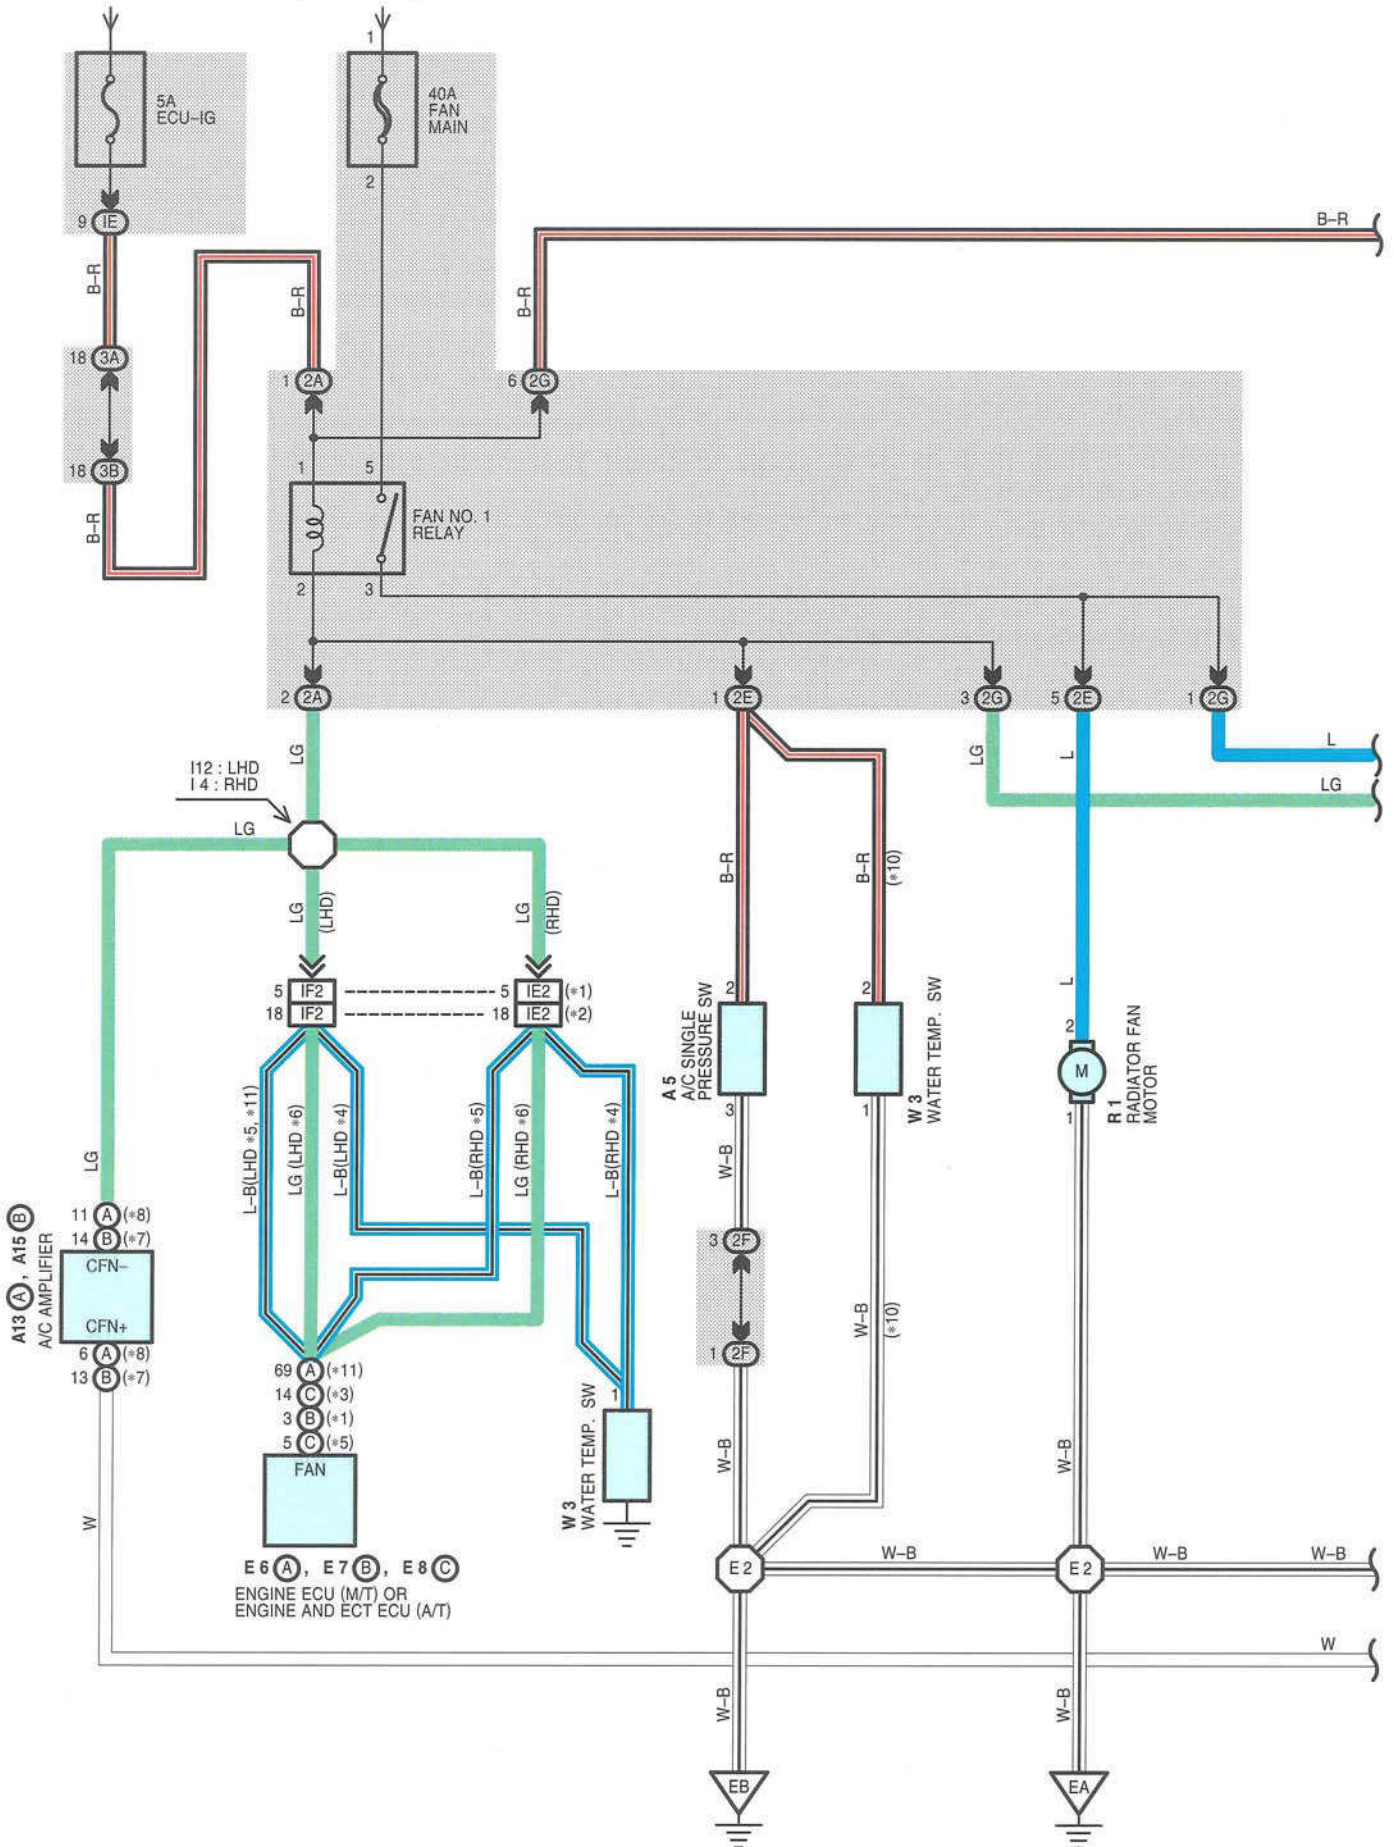 1
5A
ECU-IG
40A
FAN
MAIN
2
9 IE
B-R
B-R
B-R
B-R
18 3A
1 2A
6 2G
18 3B
B-R
1
5
FAN NO. 1
RELAY
2
3
2 2A
1 2E
3 2G
5 2E
1 2G
LG
LG
L
L
LG
I12 : LHD
I 4 : RHD
LG
LG
(LHD)
LG
(RHD)
B-R
B-R
(*10)
L
5 IF2
5 IE2 (*1)
18 IF2
18 IE2 (*2)
2
A 5
A/C SINGLE
PRESSURE SW
3
2
W 3
WATER TEMP. SW
1
2
M
1
R 1
RADIATOR FAN
MOTOR
L-B(LHD *5, *11)
LG (LHD *6)
L-B(LHD *4)
L-B(RHD *5)
LG (RHD *6)
L-B(RHD *4)
LG
W-B
11 A (*8)
14 B (*7)
CFN-
CFN+
6 A (*8)
13 B (*7)
A13 A, A15 B
A/C AMPLIFIER
3 2F
1 2F
W-B
(*10)
69 A (*11)
14 C (*3)
3 B (*1)
5 C (*5)
FAN
E 6 A, E 7 B, E 8 C
ENGINE ECU (M/T) OR
ENGINE AND ECT ECU (A/T)
1
W 3
WATER TEMP. SW
W
W-B
W-B
E 2
W-B
E 2
W-B
W-B
W
W-B
W-B
EB
EA